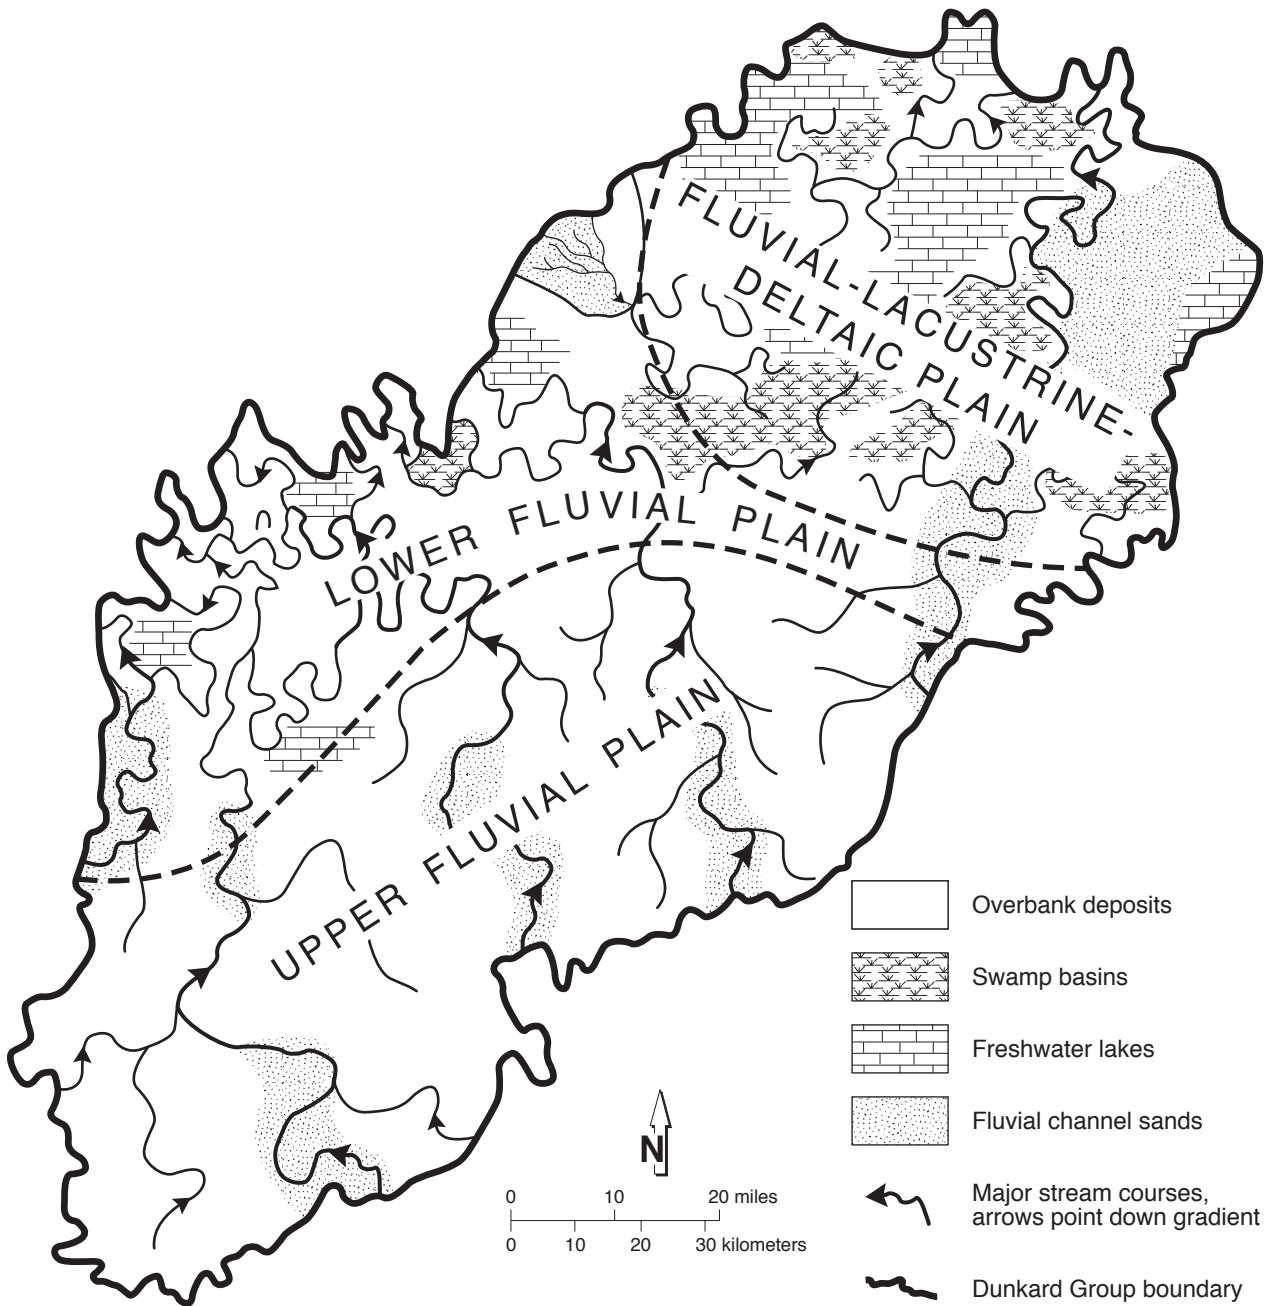 FLUVIAL-LACUSTRINE-
DELTAIC PLAIN
LOWER FLUVIAL PLAIN
UPPER FLUVIAL PLAIN
Overbank deposits
Swamp basins
Freshwater lakes
Fluvial channel sands
Major stream courses,
arrows point down gradient
Dunkard Group boundary
N
0 10 20 miles
0 10 20 30 kilometers